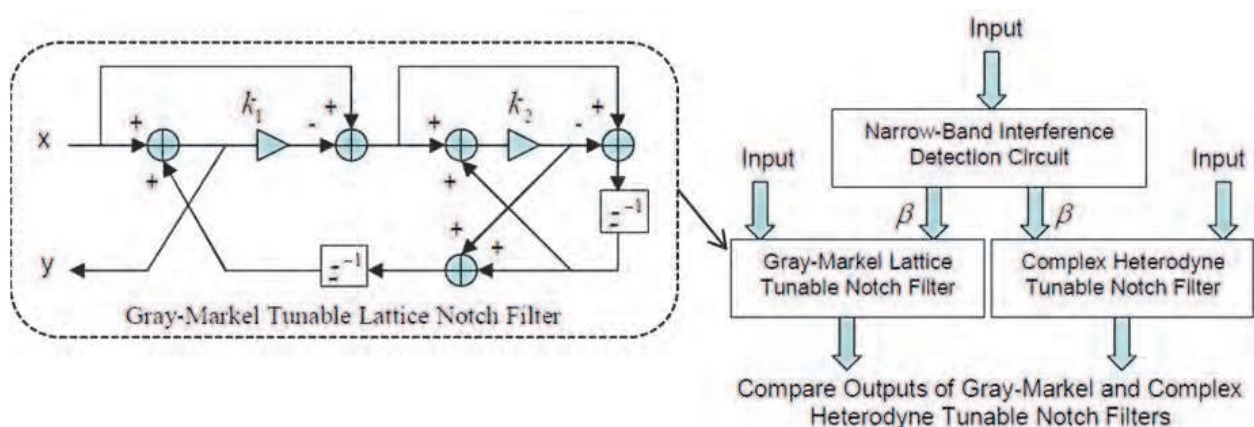 x
y
+
+
k₁
-
+
+
+
k₂
-
+
+
+
z⁻¹
z⁻¹
Gray-Markel Tunable Lattice Notch Filter
Input
Narrow-Band Interference
Detection Circuit
Input
Input
β
β
Gray-Markel Lattice
Tunable Notch Filter
Complex Heterodyne
Tunable Notch Filter
Compare Outputs of Gray-Markel and Complex
Heterodyne Tunable Notch Filters